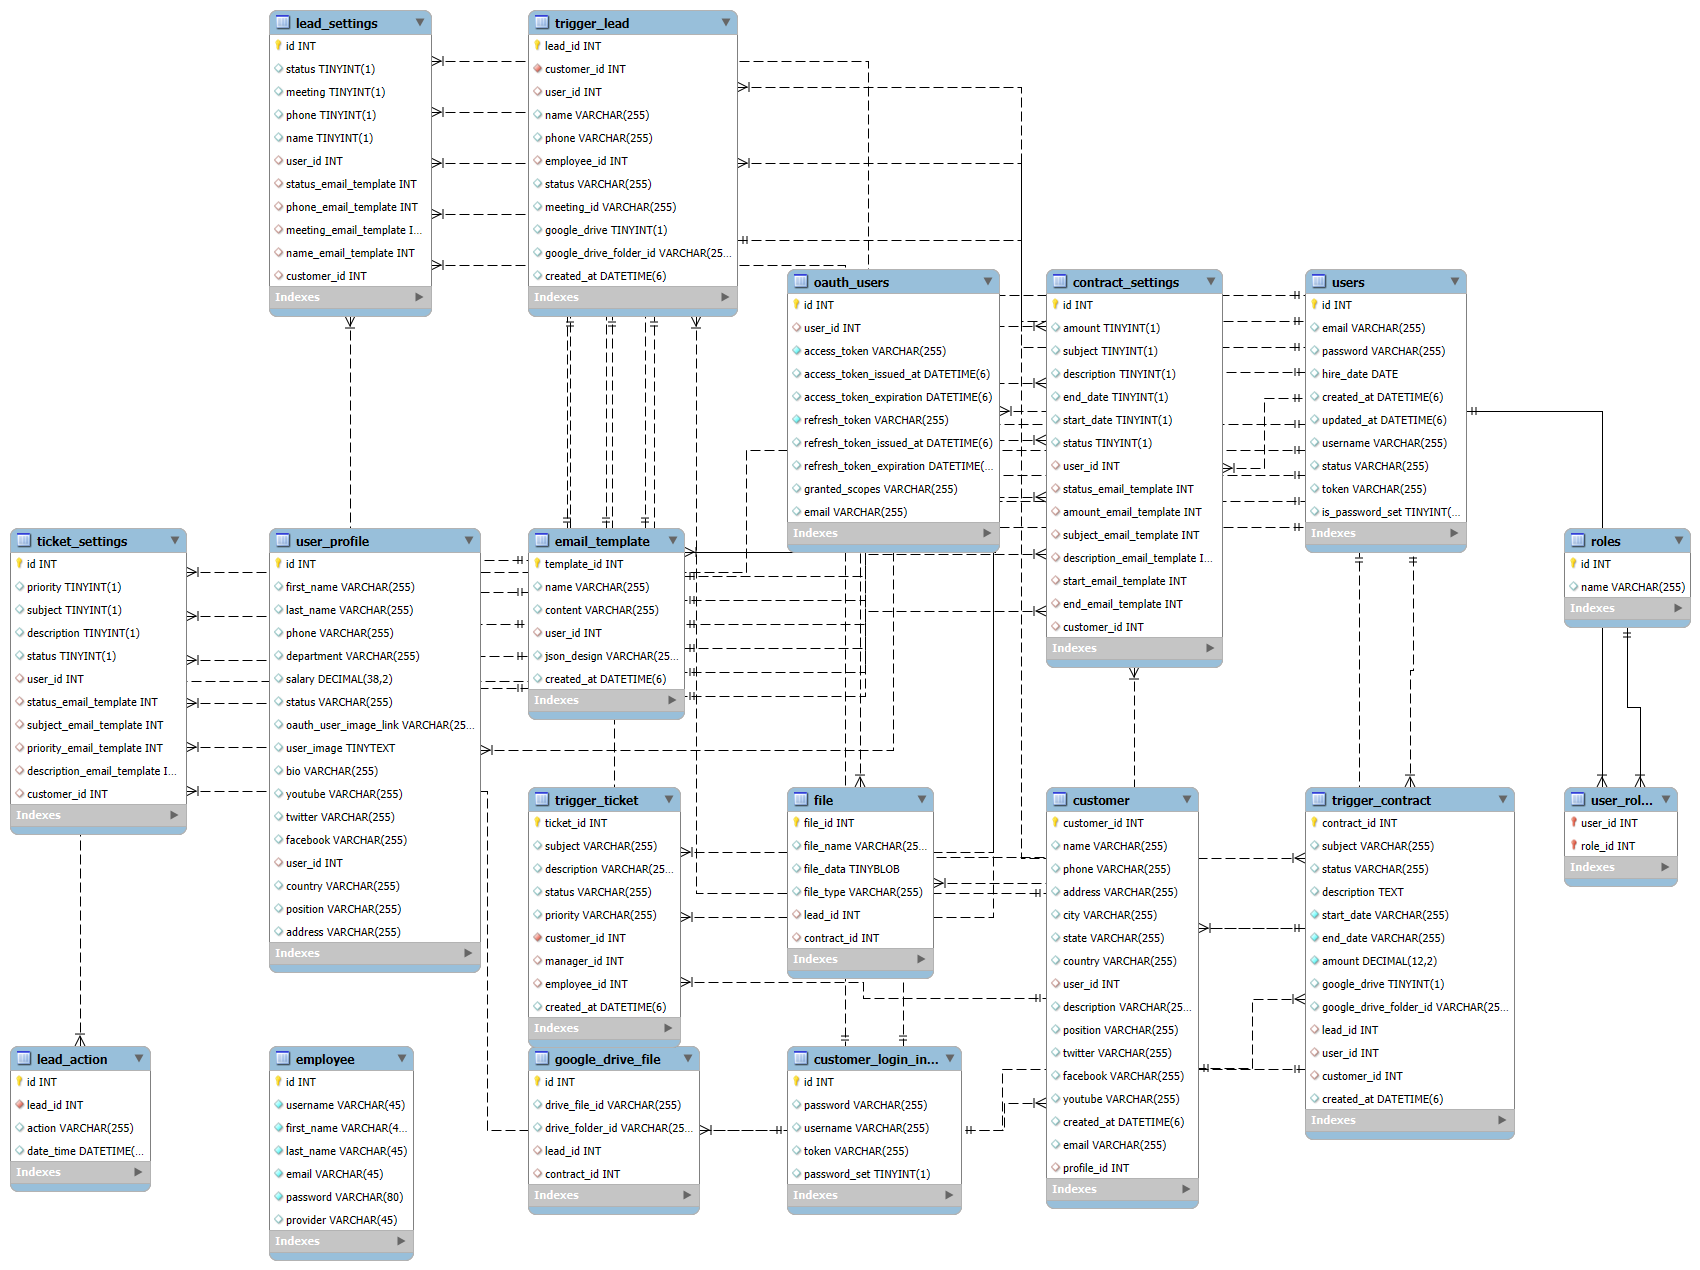 lead_settings
id INT
status TINYINT(1)
meeting TINYINT(1)
phone TINYINT(1)
name TINYINT(1)
user_id INT
status_email_template INT
phone_email_template INT
meeting_email_template I...
name_email_template INT
customer_id INT
Indexes
trigger_lead
lead_id INT
customer_id INT
user_id INT
name VARCHAR(255)
phone VARCHAR(255)
employee_id INT
status VARCHAR(255)
meeting_id VARCHAR(255)
google_drive TINYINT(1)
google_drive_folder_id VARCHAR(25...
created_at DATETIME(6)
Indexes
oauth_users
id INT
user_id INT
access_token VARCHAR(255)
access_token_issued_at DATETIME(6)
access_token_expiration DATETIME(6)
refresh_token VARCHAR(255)
refresh_token_issued_at DATETIME(6)
refresh_token_expiration DATETIME(...
granted_scopes VARCHAR(255)
email VARCHAR(255)
Indexes
contract_settings
id INT
amount TINYINT(1)
subject TINYINT(1)
description TINYINT(1)
end_date TINYINT(1)
start_date TINYINT(1)
status TINYINT(1)
user_id INT
status_email_template INT
amount_email_template INT
subject_email_template INT
description_email_template I...
start_email_template INT
end_email_template INT
customer_id INT
Indexes
users
id INT
email VARCHAR(255)
password VARCHAR(255)
hire_date DATE
created_at DATETIME(6)
updated_at DATETIME(6)
username VARCHAR(255)
status VARCHAR(255)
token VARCHAR(255)
is_password_set TINYINT(...
Indexes
ticket_settings
id INT
priority TINYINT(1)
subject TINYINT(1)
description TINYINT(1)
status TINYINT(1)
user_id INT
status_email_template INT
subject_email_template INT
priority_email_template INT
description_email_template I...
customer_id INT
Indexes
user_profile
id INT
first_name VARCHAR(255)
last_name VARCHAR(255)
phone VARCHAR(255)
department VARCHAR(255)
salary DECIMAL(38,2)
status VARCHAR(255)
oauth_user_image_link VARCHAR(25...
user_image TINYTEXT
bio VARCHAR(255)
youtube VARCHAR(255)
twitter VARCHAR(255)
facebook VARCHAR(255)
user_id INT
country VARCHAR(255)
position VARCHAR(255)
address VARCHAR(255)
Indexes
email_template
template_id INT
name VARCHAR(255)
content VARCHAR(255)
user_id INT
json_design VARCHAR(25...
created_at DATETIME(6)
Indexes
roles
id INT
name VARCHAR(255)
Indexes
trigger_ticket
ticket_id INT
subject VARCHAR(255)
description VARCHAR(25...
status VARCHAR(255)
priority VARCHAR(255)
customer_id INT
manager_id INT
employee_id INT
created_at DATETIME(6)
Indexes
file
file_id INT
file_name VARCHAR(25...
file_data TINYBLOB
file_type VARCHAR(255)
lead_id INT
contract_id INT
Indexes
customer
customer_id INT
name VARCHAR(255)
phone VARCHAR(255)
address VARCHAR(255)
city VARCHAR(255)
state VARCHAR(255)
country VARCHAR(255)
user_id INT
description VARCHAR(25...
position VARCHAR(255)
twitter VARCHAR(255)
facebook VARCHAR(255)
youtube VARCHAR(255)
created_at DATETIME(6)
email VARCHAR(255)
profile_id INT
Indexes
trigger_contract
contract_id INT
subject VARCHAR(255)
status VARCHAR(255)
description TEXT
start_date VARCHAR(255)
end_date VARCHAR(255)
amount DECIMAL(12,2)
google_drive TINYINT(1)
google_drive_folder_id VARCHAR(25...
lead_id INT
user_id INT
customer_id INT
created_at DATETIME(6)
Indexes
user_rol...
user_id INT
role_id INT
Indexes
lead_action
id INT
lead_id INT
action VARCHAR(255)
date_time DATETIME(...
Indexes
employee
id INT
username VARCHAR(45)
first_name VARCHAR(4...
last_name VARCHAR(45)
email VARCHAR(45)
password VARCHAR(80)
provider VARCHAR(45)
Indexes
google_drive_file
id INT
drive_file_id VARCHAR(255)
drive_folder_id VARCHAR(25...
lead_id INT
contract_id INT
Indexes
customer_login_in...
id INT
password VARCHAR(255)
username VARCHAR(255)
token VARCHAR(255)
password_set TINYINT(1)
Indexes